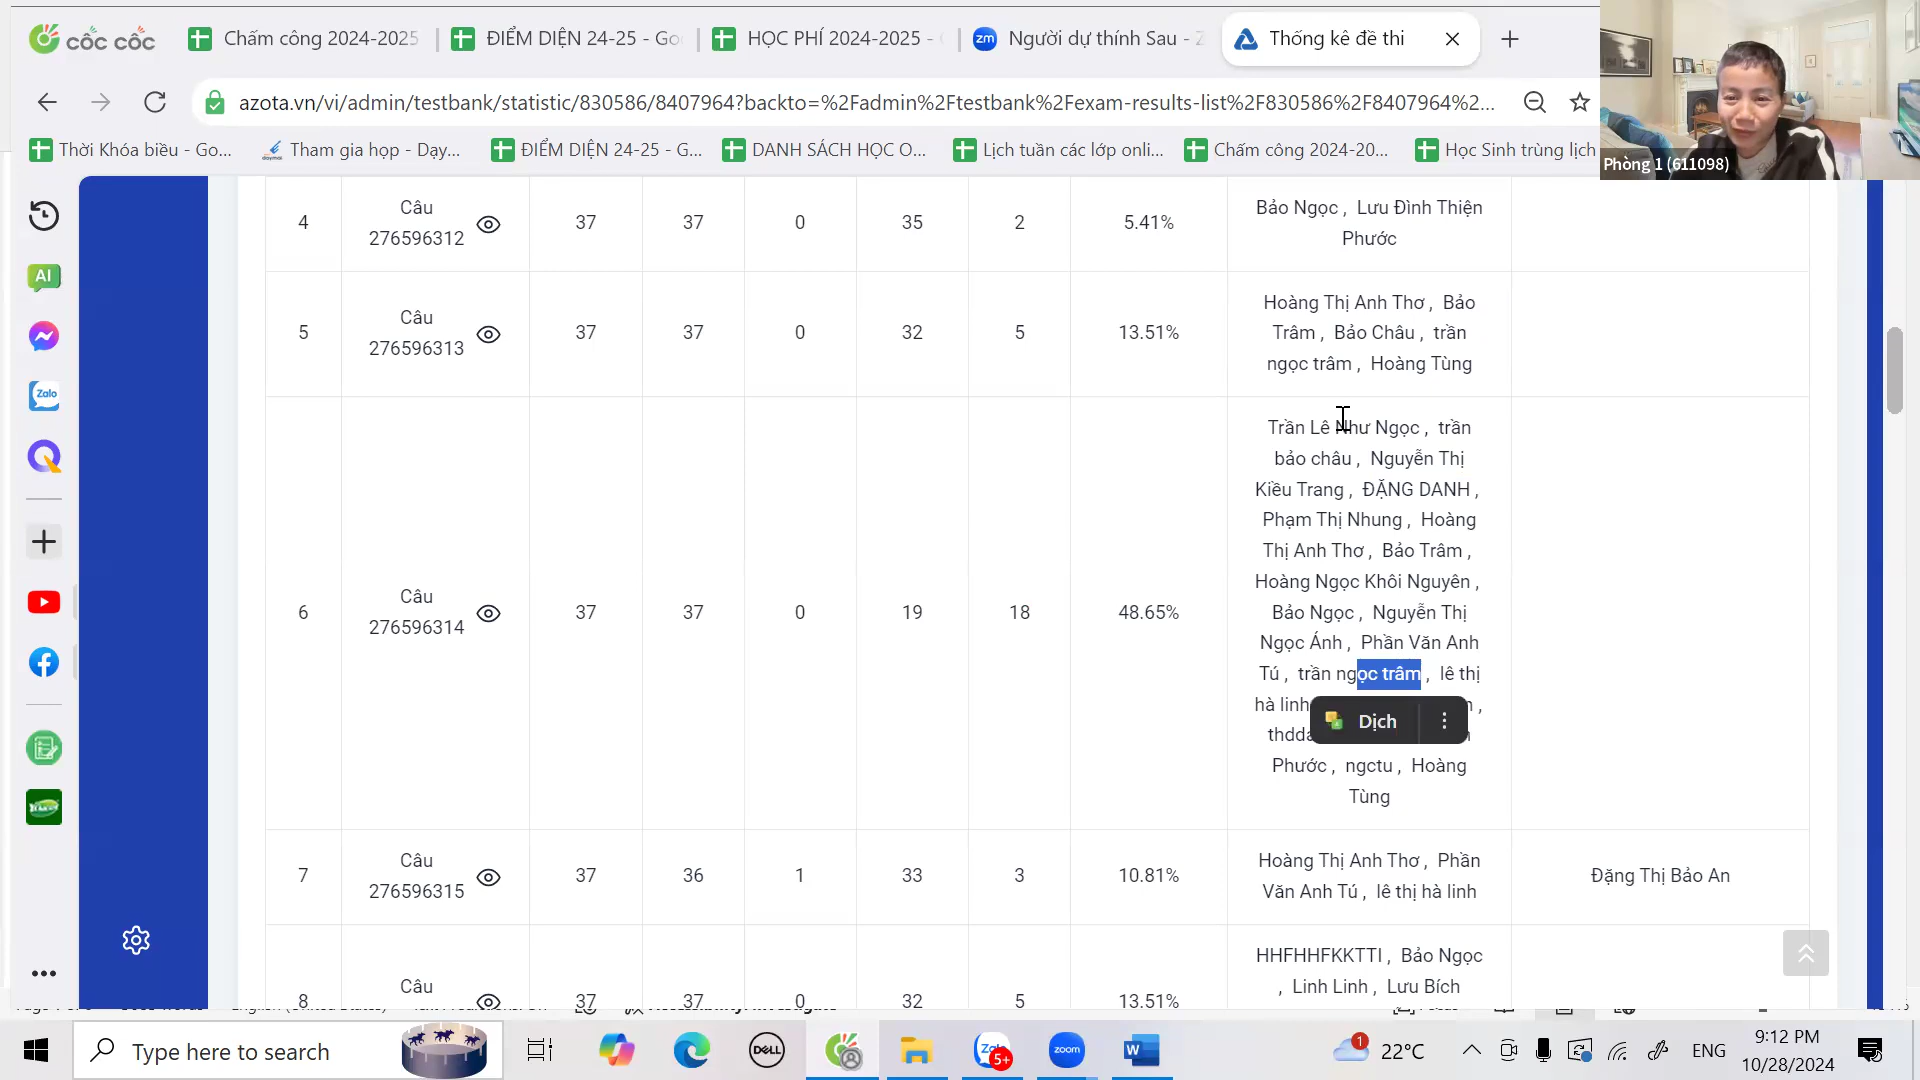 cốc cốc
Chấm công 2024-2025
ĐIỂM DIỆN 24-25 - Go
HỌC PHÍ 2024-2025 -
zm
Người dự thính Sau - Z
Thống kê đề thi
azota.vn/vi/admin/testbank/statistic/830586/8407964?backto=%2Fadmin%2Ftestbank%2Fexam-results-list%2F830586%2F8407964%2...
Thời Khóa biều - Go...
Tham gia họp - Day...
ĐIỂM DIỆN 24-25 - G...
DANH SÁCH HỌC O...
Lịch tuần các lớp onli...
Chấm công 2024-20...
Học Sinh trùng lịch
Phòng 1 (611098)
AI
Zalo
4
Câu
276596312
37
37
0
35
2
5.41%
Bảo Ngọc , Lưu Đình Thiện
Phước
5
Câu
276596313
37
37
0
32
5
13.51%
Hoàng Thị Anh Thơ , Bảo
Trâm , Bảo Châu , trần
ngọc trâm , Hoàng Tùng
6
Câu
276596314
37
37
0
19
18
48.65%
Trần Lê Như Ngọc , trần
bảo châu , Nguyễn Thị
Kiều Trang , ĐẶNG DANH ,
Phạm Thị Nhung , Hoàng
Thị Anh Thơ , Bảo Trâm ,
Hoàng Ngọc Khôi Nguyên ,
Bảo Ngọc , Nguyễn Thị
Ngọc Ánh , Phần Văn Anh
Tú , trần ngọc trâm , lê thị
hà linh
Dịch
Phước , ngctu , Hoàng
Tùng
7
Câu
276596315
37
36
1
33
3
10.81%
Hoàng Thị Anh Thơ , Phần
Văn Anh Tú , lê thị hà linh
Đặng Thị Bảo An
8
Câu
37
37
0
32
5
13.51%
HHFHHFKKTTI , Bảo Ngọc
, Linh Linh , Lưu Bích
Type here to search
DELL
Zalo
5+
zoom
W
1
22°C
ENG
9:12 PM
10/28/2024